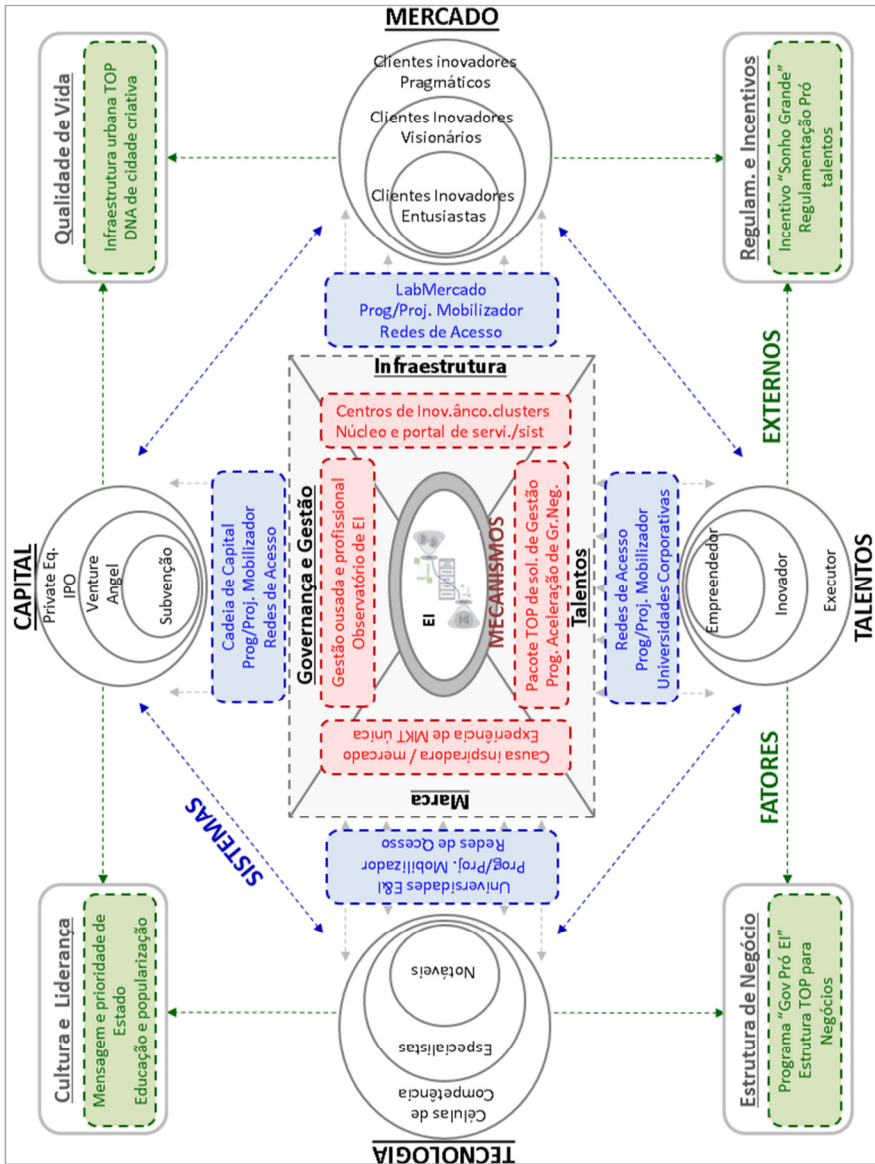 CAPITAL
Private Eq.
IPO
Venture
Angel
Subvenção
Cultura e Liderança
Mensagem e prioridade de
Estado
Educação e popularização
Qualidade de Vida
Infraestrutura urbana TOP
DNA de cidade criativa
SISTEMAS
Cadeia de Capital
Prog/Proj. Mobilizador
Redes de Acesso
TECNOLOGIA
Células de
Competência
Especialistas
Notáveis
Universidades E&I
Prog/Proj. Mobilizador
Redes de Qcesso
Marca
Causa inspiradora / mercado
Experiência de MKT única
Governança e Gestão
Gestão ousada e profissional
Observatório de EI
EI
MECANISMOS
Pacote TOP de sol. de Gestão
Prog. Aceleração de Gr.Neg.
Talentos
Infraestrutura
Centros de Inov.ânco.clusters
Núcleo e portal de servi./sist
LabMercado
Prog/Proj. Mobilizador
Redes de Acesso
MERCADO
Clientes inovadores
Pragmáticos
Clientes Inovadores
Visionários
Clientes Inovadores
Entusiastas
Redes de Acesso
Prog/Proj. Mobilizador
Universidades Corporativas
Empreendedor
Inovador
Executor
TALENTOS
FATORES
EXTERNOS
Estrutura de Negócio
Programa “Gov Pró EI”
Estrutura TOP para
Negócios
Regulam. e Incentivos
Incentivo “Sonho Grande”
Regulamentação Pró
talentos